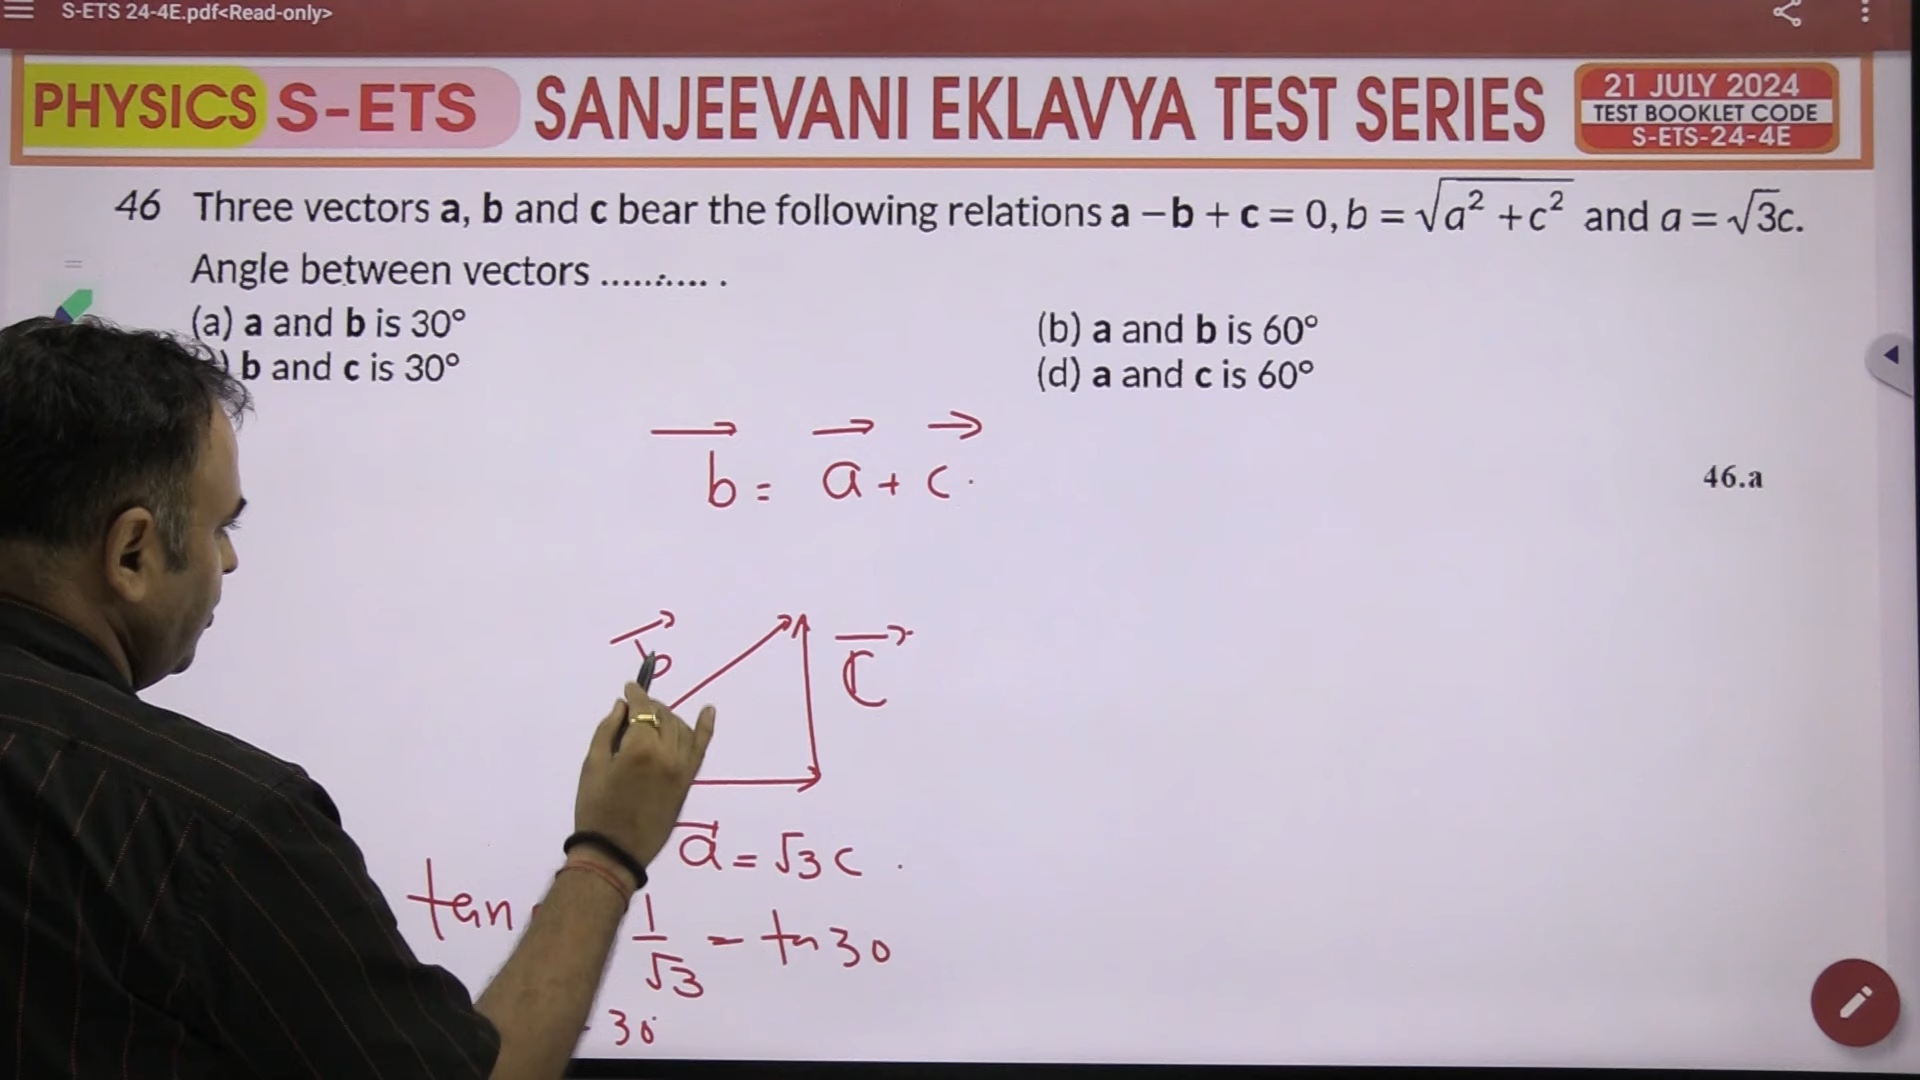 S-ETS 24-4E.pdf<Read-only>
PHYSICS S-ETS SANJEEVANI EKLAVYA TEST SERIES
21 JULY 2024
TEST BOOKLET CODE
S-ETS-24-4E
46 Three vectors a, b and c bear the following relations a − b + c = 0, b = √(a² + c²) and a = √3c.
Angle between vectors .......... .
(a) a and b is 30°
(b) a and b is 60°
) b and c is 30°
(d) a and c is 60°
b = a + c.
46.a
b
C
a = √3 c .
tan 1/√3 = tn 30
30